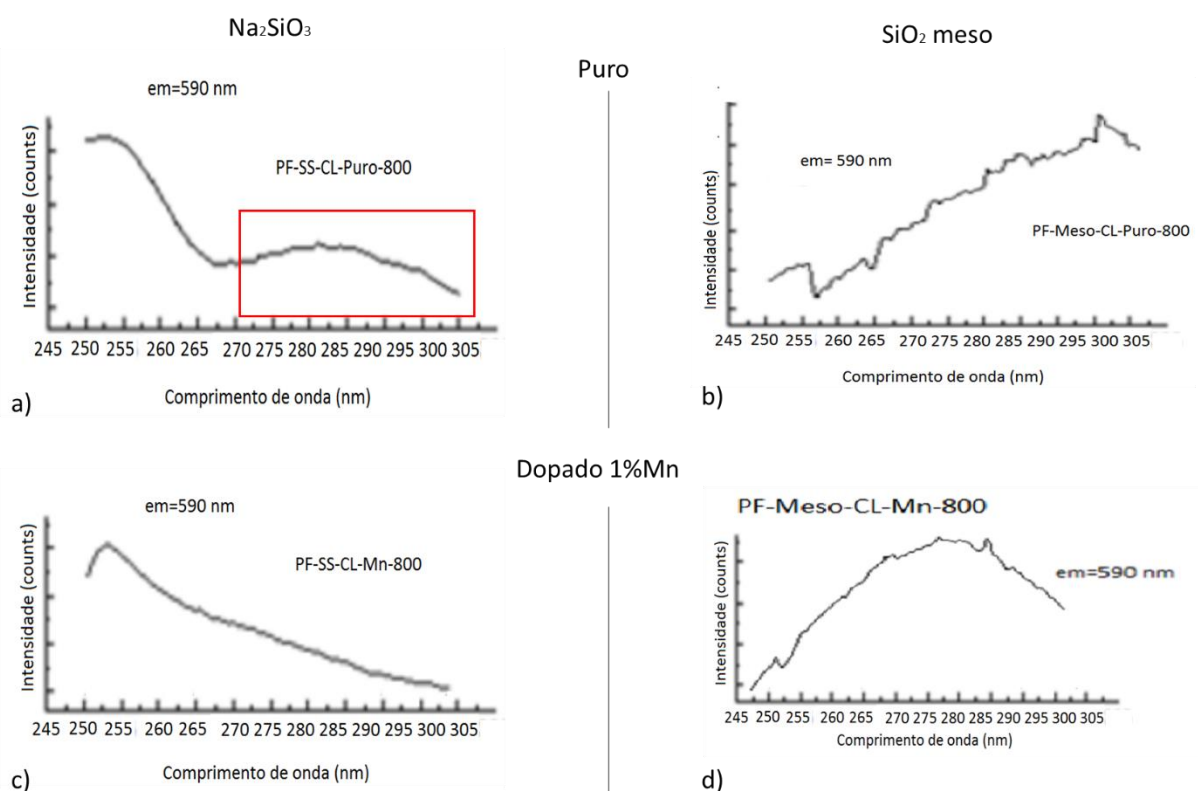 Na₂SiO₃
SiO₂ meso
Puro
em=590 nm
PF-SS-CL-Puro-800
Intensidade (counts)
245 250 255 260 265 270 275 280 285 290 295 300 305
Comprimento de onda (nm)
a)
em= 590 nm
PF-Meso-CL-Puro-800
Intensidade (counts)
245 250 255 260 265 270 275 280 285 290 295 300 305
Comprimento de onda (nm)
b)
Dopado 1%Mn
em=590 nm
PF-SS-CL-Mn-800
Intensidade (counts)
245 250 255 260 265 270 275 280 285 290 295 300 305
Comprimento de onda (nm)
c)
PF-Meso-CL-Mn-800
em=590 nm
Intensidade (counts)
245 250 255 260 265 270 275 280 285 290 295 300 305
Comprimento de onda (nm)
d)